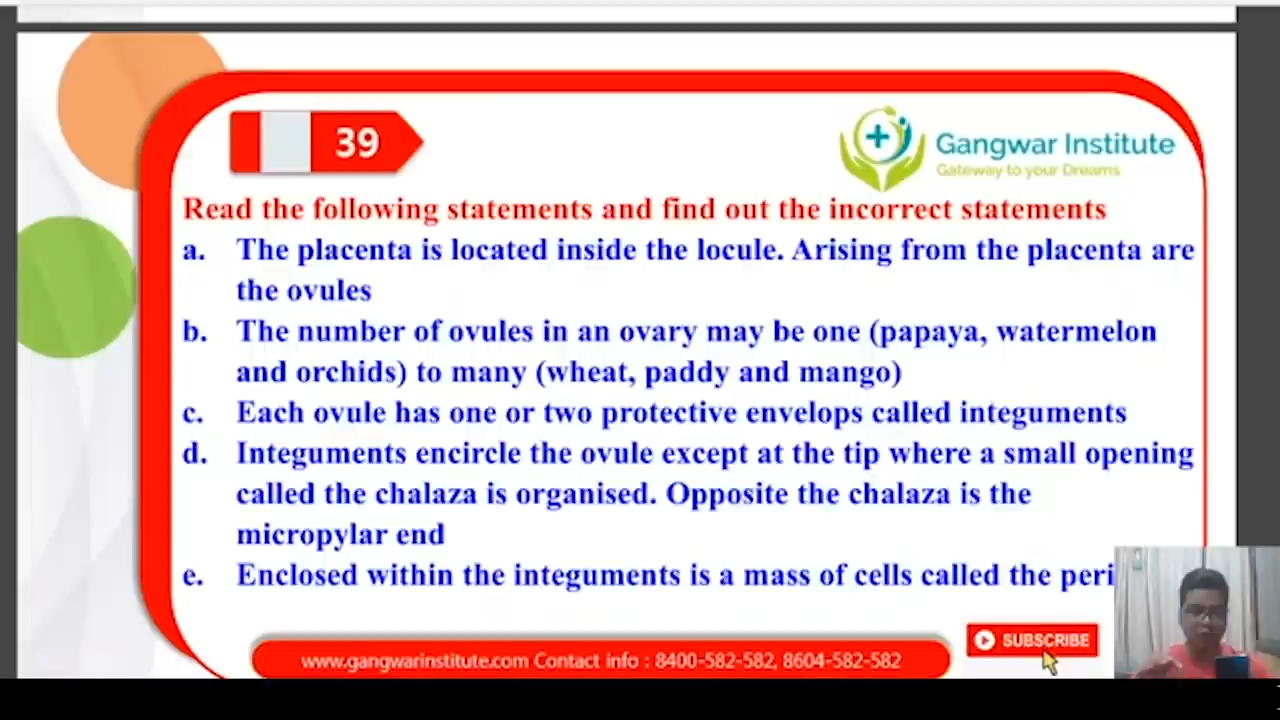 39
Gangwar Institute
Gateway to your Dreams
Read the following statements and find out the incorrect statements
a. The placenta is located inside the locule. Arising from the placenta are
the ovules
b. The number of ovules in an ovary may be one (papaya, watermelon
and orchids) to many (wheat, paddy and mango)
c. Each ovule has one or two protective envelops called integuments
d. Integuments encircle the ovule except at the tip where a small opening
called the chalaza is organised. Opposite the chalaza is the
micropylar end
e. Enclosed within the integuments is a mass of cells called the
SUBSCRIBE
www.gangwarinstitute.com Contact info : 8400-582-582, 8604-582-582